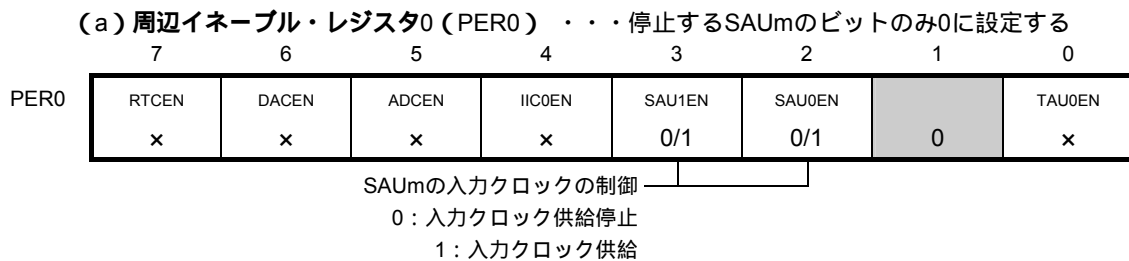 (a)周辺イネーブル・レジスタ0(PER0) ・・・停止するSAUmのビットのみ0に設定する
7 6 5 4 3 2 1 0
PER0 RTCEN DACEN ADCEN IIC0EN SAU1EN SAU0EN TAU0EN
× × × × 0/1 0/1 0 ×
SAUmの入力クロックの制御
0:入力クロック供給停止
1:入力クロック供給